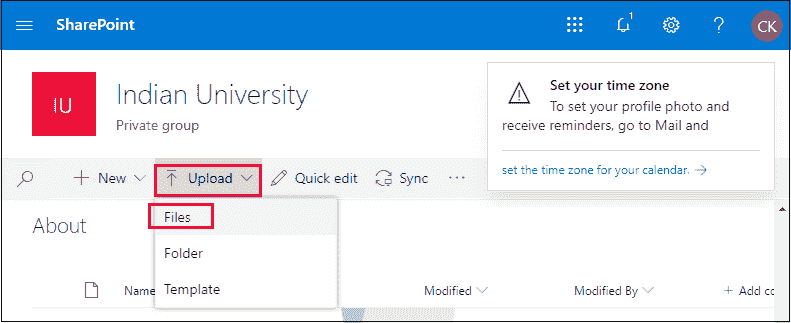 SharePoint
1
?
CK
IU
Indian University
Private group
Set your time zone
To set your profile photo and
receive reminders, go to Mail and
set the time zone for your calendar. →
+ New
Upload
Quick edit
Sync
...
Files
Folder
Template
About
Name
Modified
Modified By
+ Add co